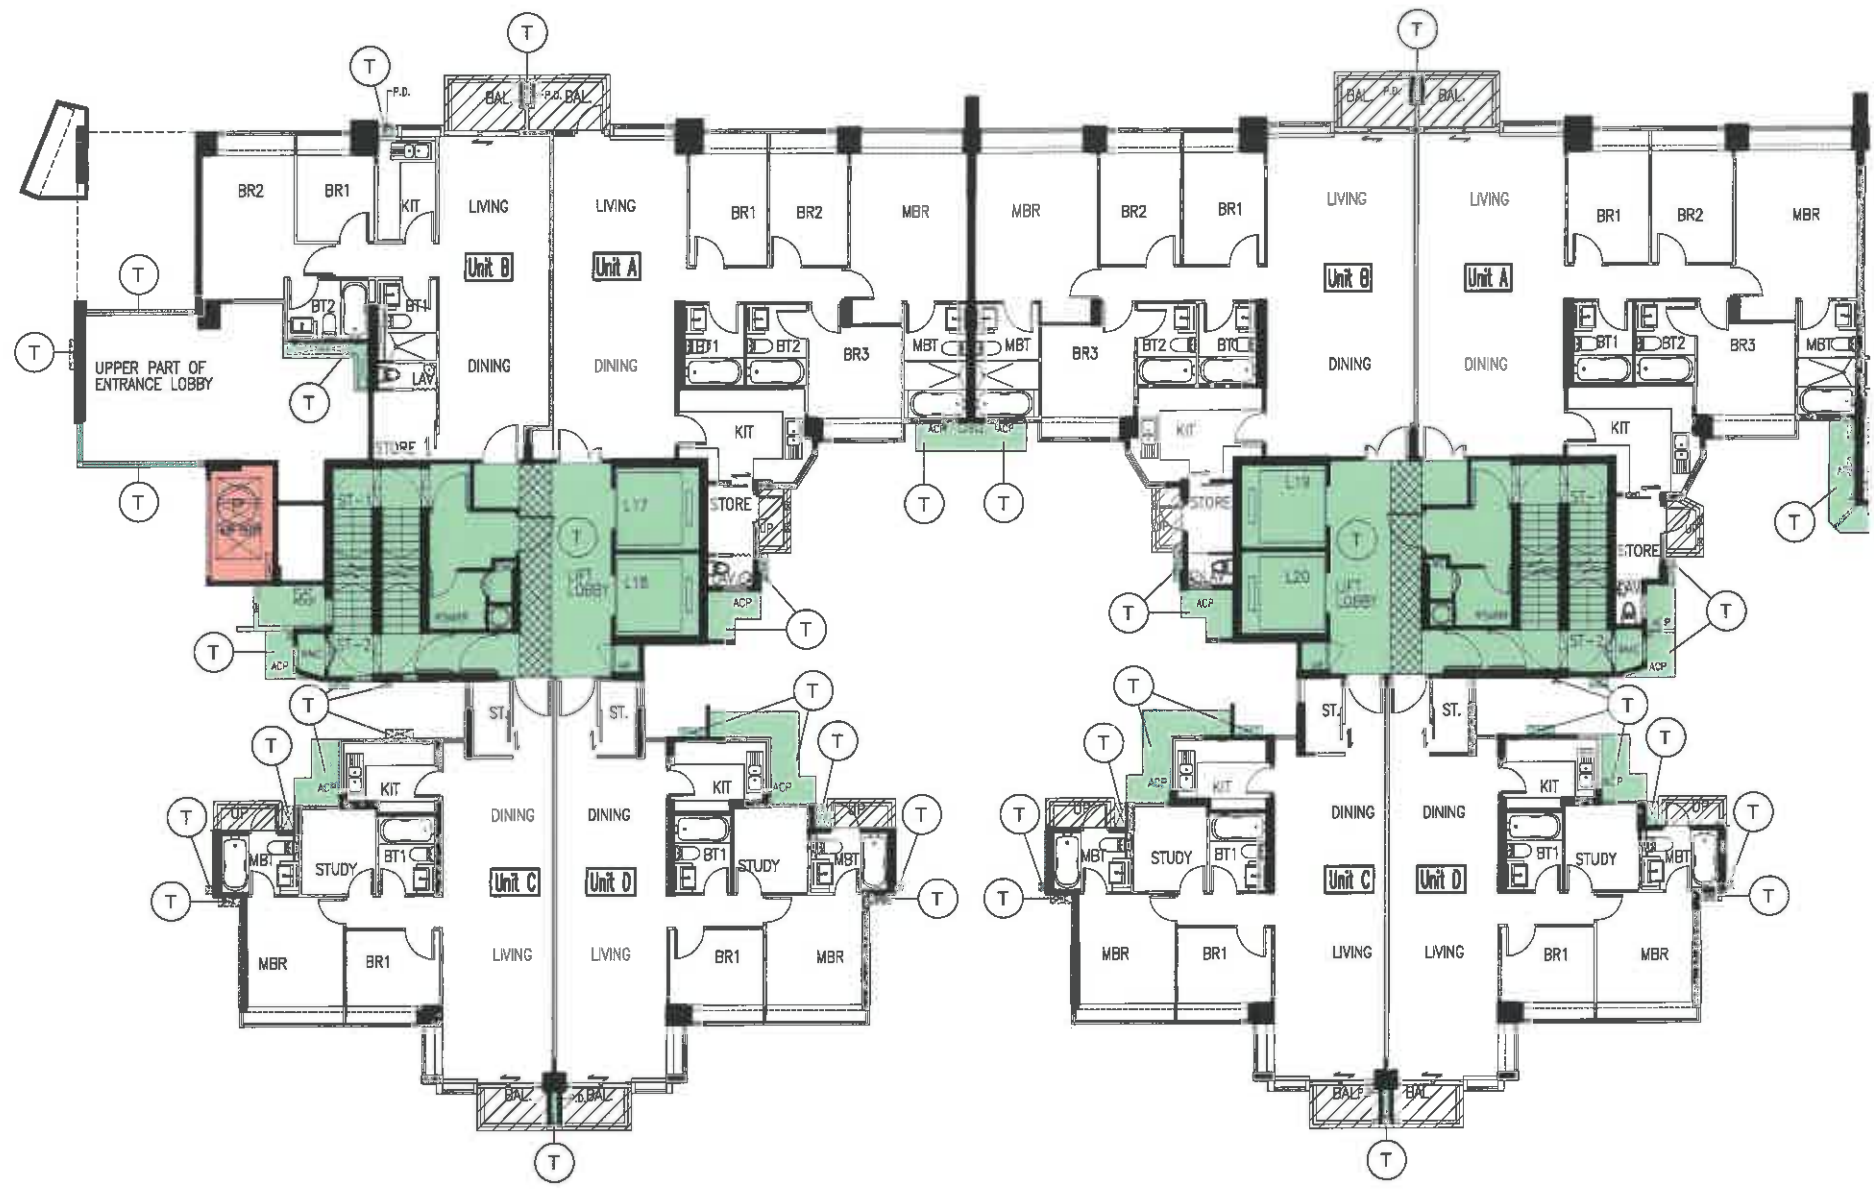 T
T
T
P.D.
BAL.
P.D.
BAL.
BAL.
P.D.
BAL.
BR2
BR1
KIT
LIVING
LIVING
BR1
BR2
MBR
MBR
BR2
BR1
LIVING
LIVING
BR1
BR2
MBR
Unit B
Unit A
Unit B
Unit A
T
BT2
BT1
T
BT1
BT2
BR3
MBT
MBT
BR3
BT2
BT1
BT2
BR3
MBT
UPPER PART OF
ENTRANCE LOBBY
DINING
DINING
DINING
DINING
LAV.
T
STORE
KIT
ACP
ACP
KIT
KIT
T
T
T
T
ST-1
L17
STORE
UP
STORE
L19
ST-1
UP
STORE
T
T
LIFT
LOBBY
L18
L20
LIFT
LOBBY
LAV.
ACP
ACP
ACP
T
T
T
T
ST-2
ST-2
ACP
ACP
T
T
T
T
ST.
ST.
ST.
ST.
T
T
T
T
ACP
KIT
KIT
ACP
ACP
KIT
KIT
UP
DINING
DINING
UP
UP
DINING
DINING
UP
T
T
T
T
MBT
STUDY
BT1
BT1
STUDY
MBT
MBT
STUDY
BT1
BT1
STUDY
MBT
Unit C
Unit D
Unit C
Unit D
T
T
T
T
MBR
BR1
LIVING
LIVING
BR1
MBR
MBR
BR1
LIVING
LIVING
BR1
MBR
BAL.
BAL.
BAL.
BAL.
T
T